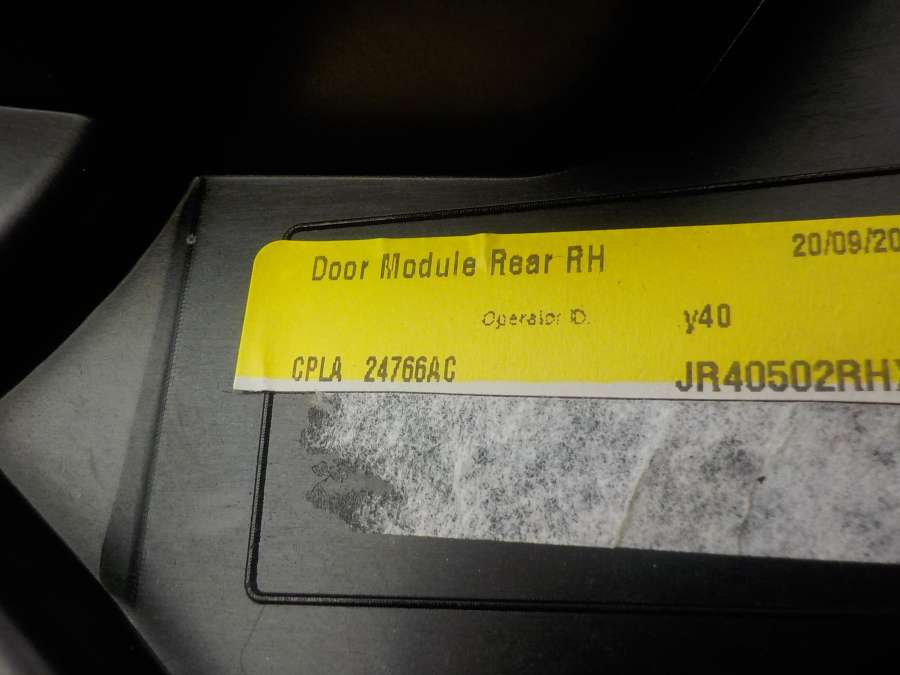 Door Module Rear RH 20/09/20
Operator ID. y40
CPLA 24766AC JR40502RH